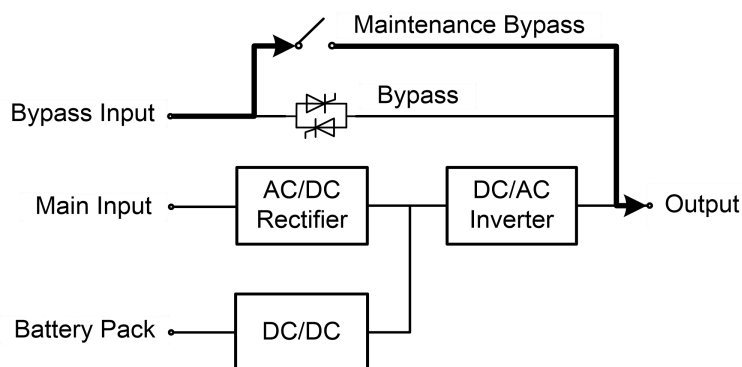 Maintenance Bypass
Bypass
Bypass Input
AC/DC
Rectifier
DC/AC
Inverter
Main Input
Output
Battery Pack
DC/DC